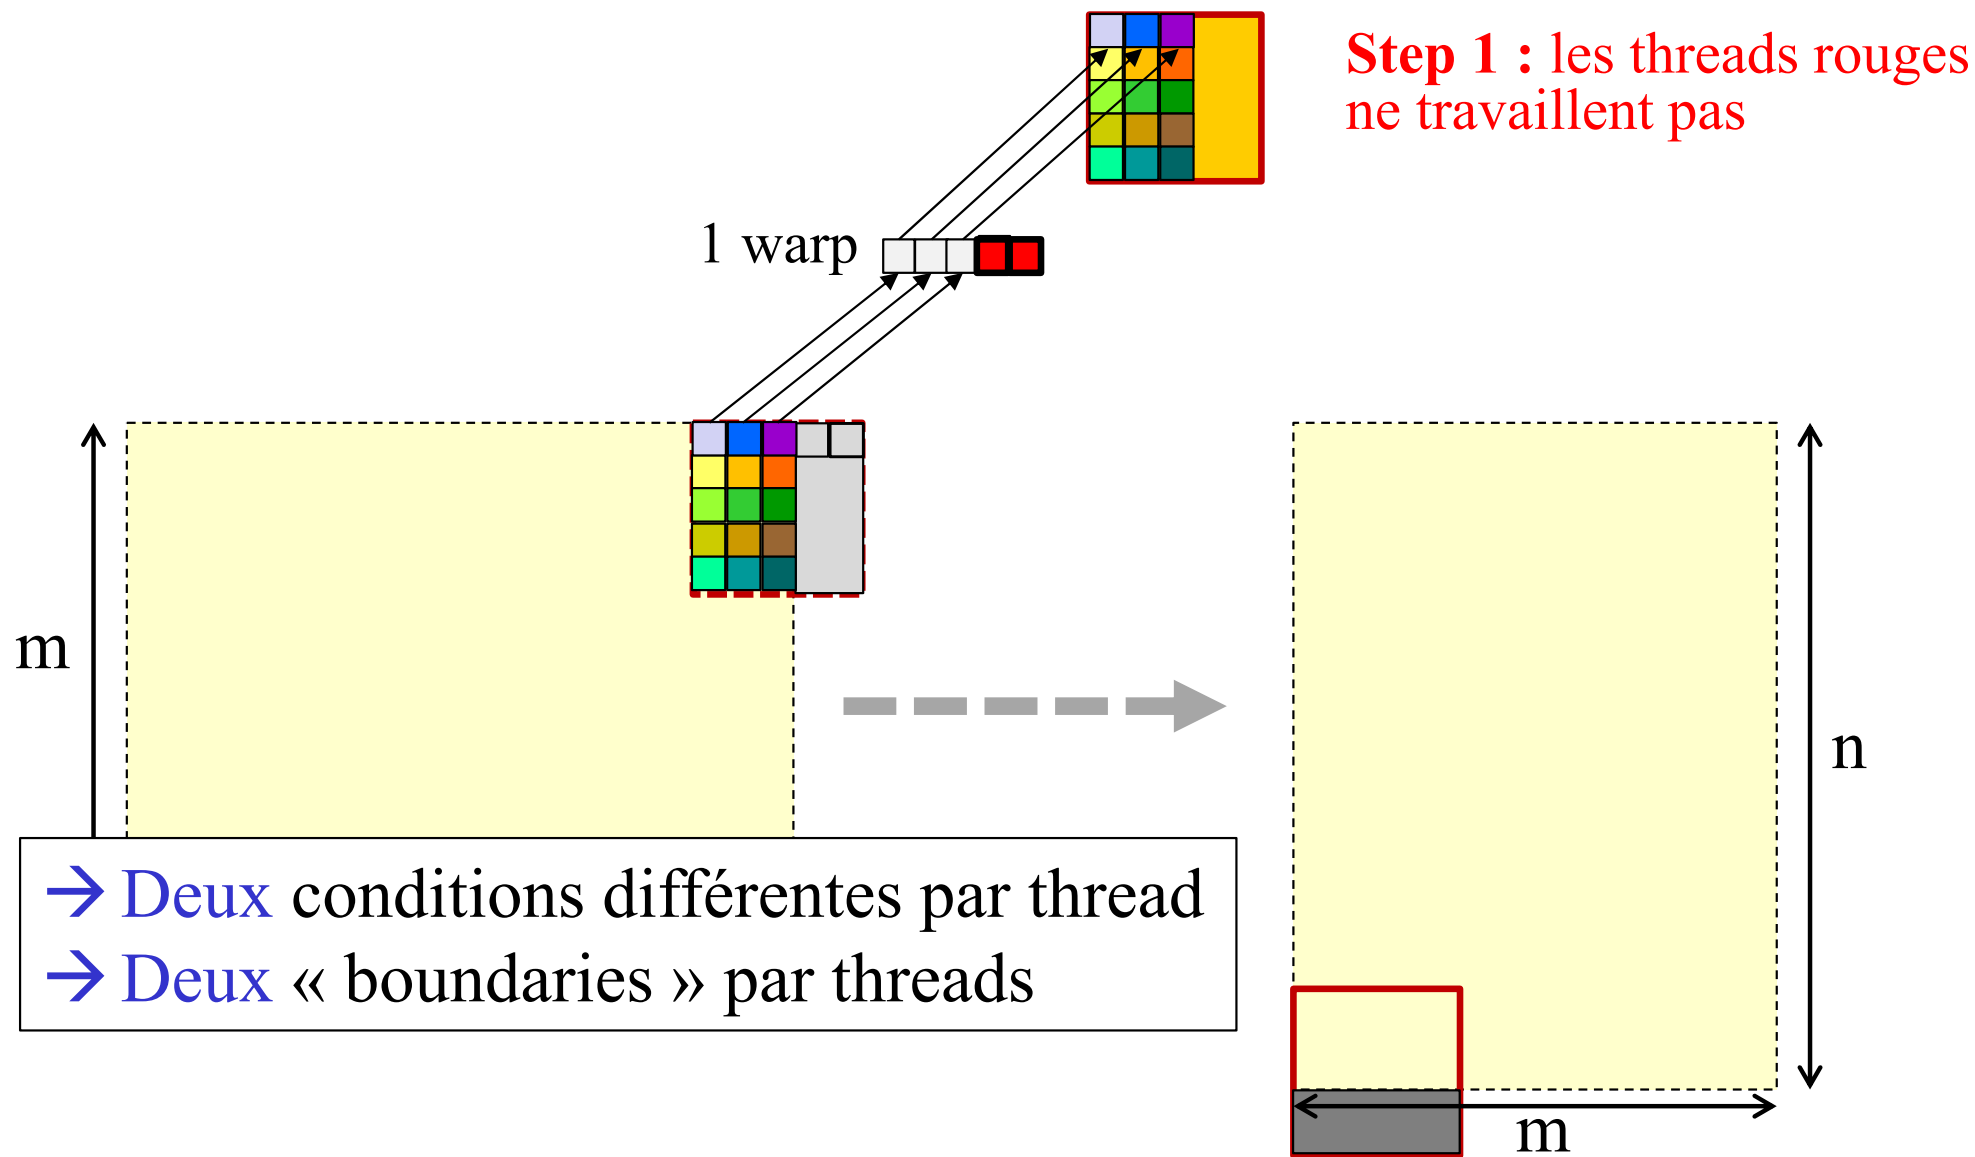 Step 1 : les threads rouges
ne travaillent pas
1 warp
m
n
→ Deux conditions différentes par thread
→ Deux « boundaries » par threads
m